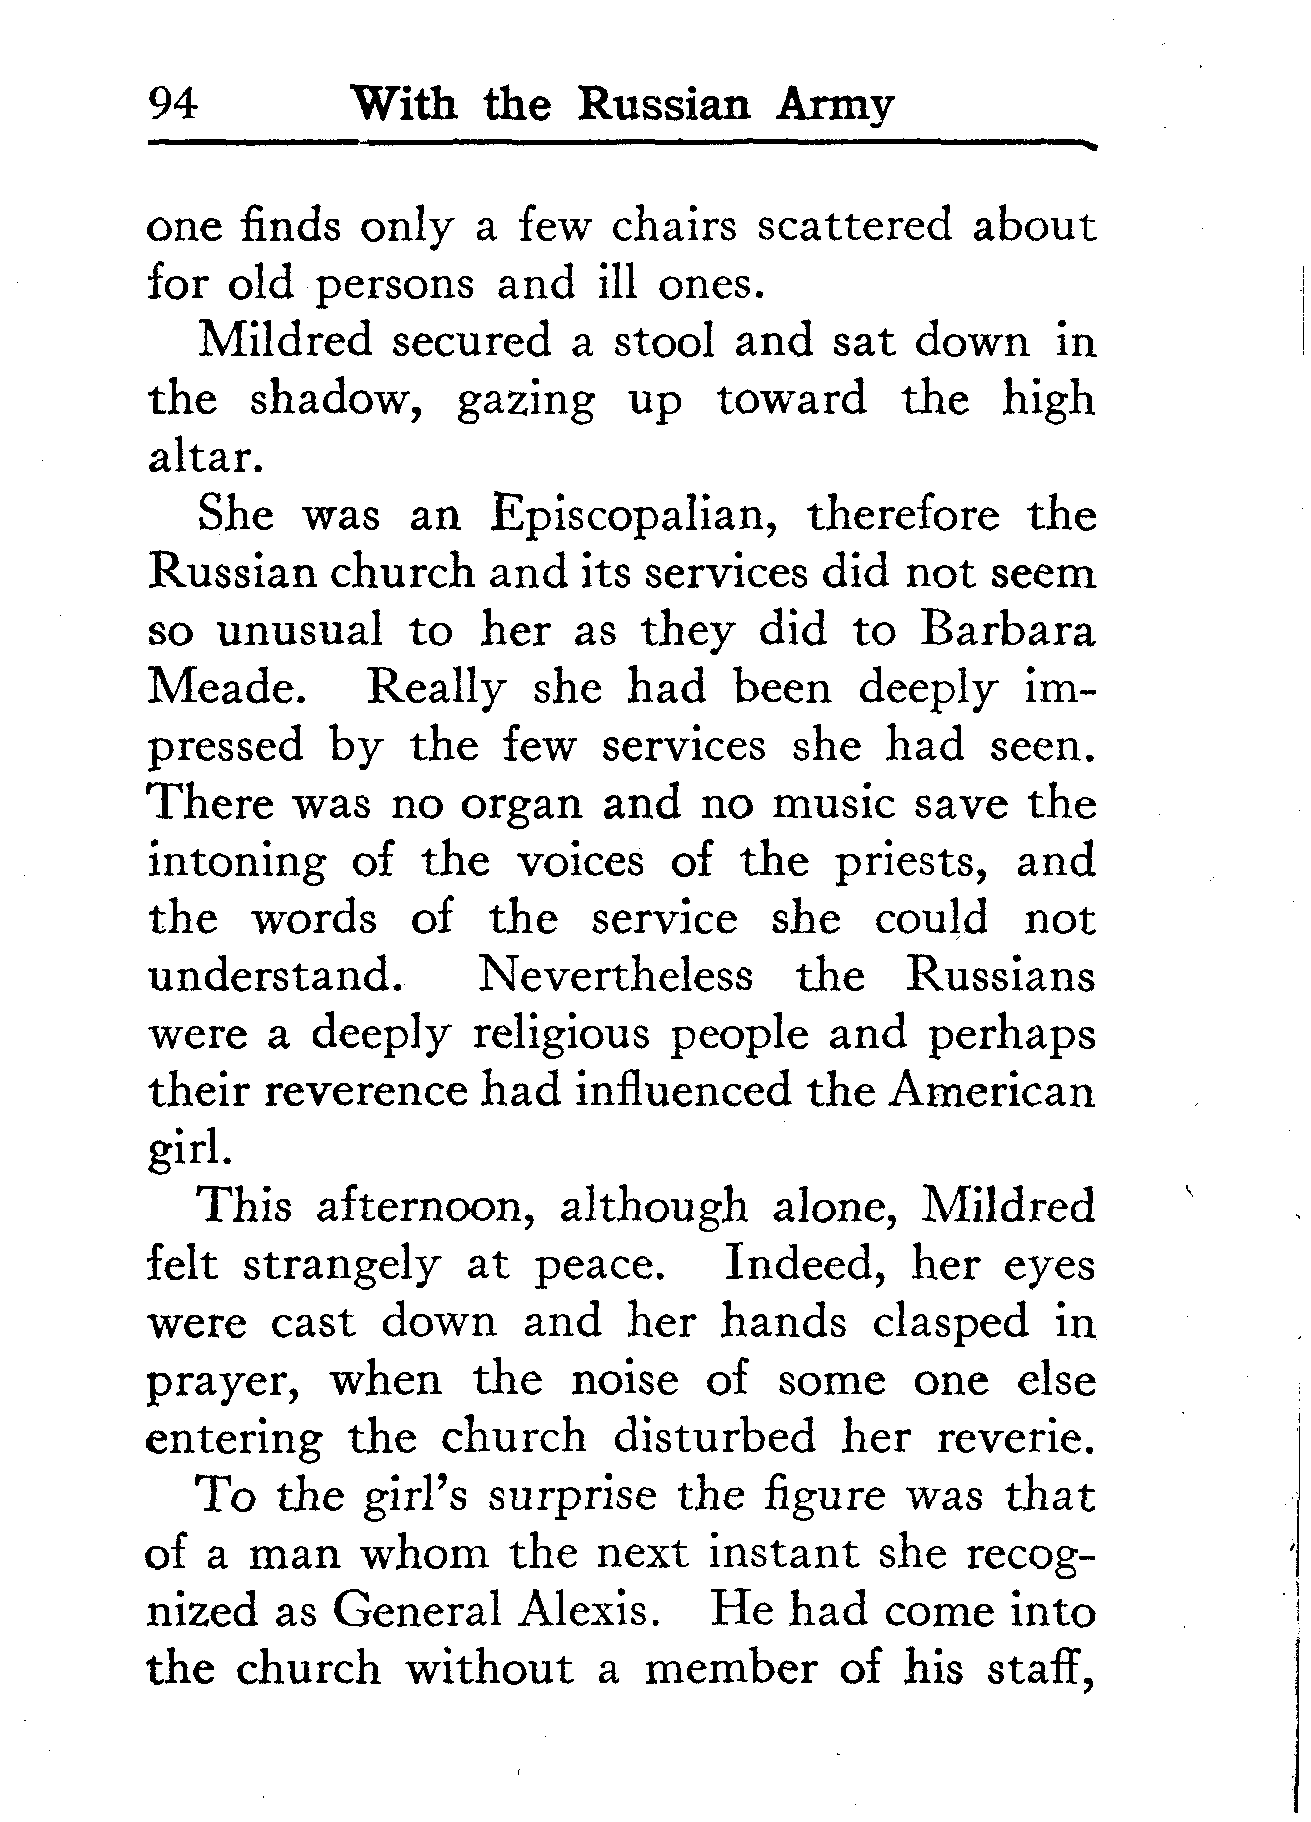 94 With the Russian Army
one finds only a few chairs scattered about
for old persons and ill ones.
Mildred secured a stool and sat down in
the shadow, gazing up toward the high
altar.
She was an Episcopalian, therefore the
Russian church and its services did not seem
so unusual to her as they did to Barbara
Meade. Really she had been deeply im-
pressed by the few services she had seen.
There was no organ and no music save the
intoning of the voices of the priests, and
the words of the service she could not
understand. Nevertheless the Russians
were a deeply religious people and perhaps
their reverence had influenced the American
girl.
This afternoon, although alone, Mildred
felt strangely at peace. Indeed, her eyes
were cast down and her hands clasped in
prayer, when the noise of some one else
entering the church disturbed her reverie.
To the girl's surprise the figure was that
of a man whom the next instant she recog-
nized as General Alexis. He had come into
the church without a member of his staff,